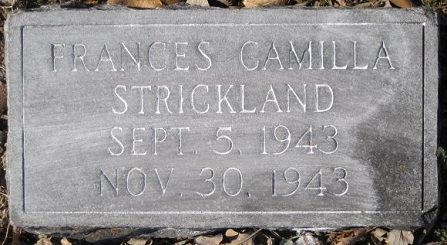 FRANCES CAMILLA
STRICKLAND
SEPT. 5, 1943
NOV. 30, 1943